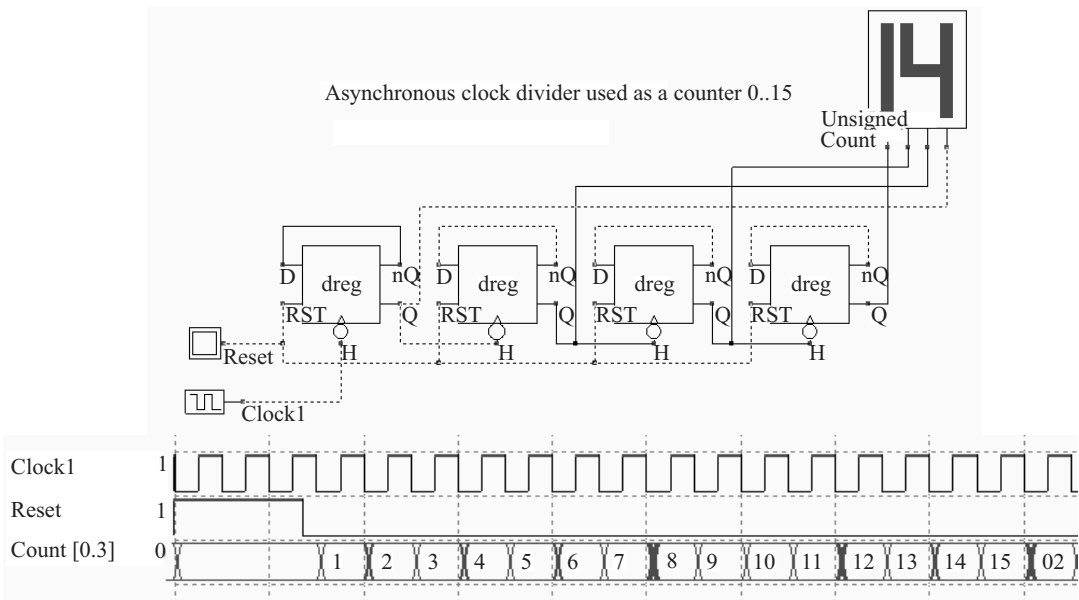 14
Asynchronous clock divider used as a counter 0..15
Unsigned
Count
D nQ D nQ D nQ D nQ
dreg dreg dreg dreg
RST Q RST Q RST Q RST Q
H H H H
Reset
Clock1
Clock1 1
Reset 1
Count [0.3] 0 1 2 3 4 5 6 7 8 9 10 11 12 13 14 15 02